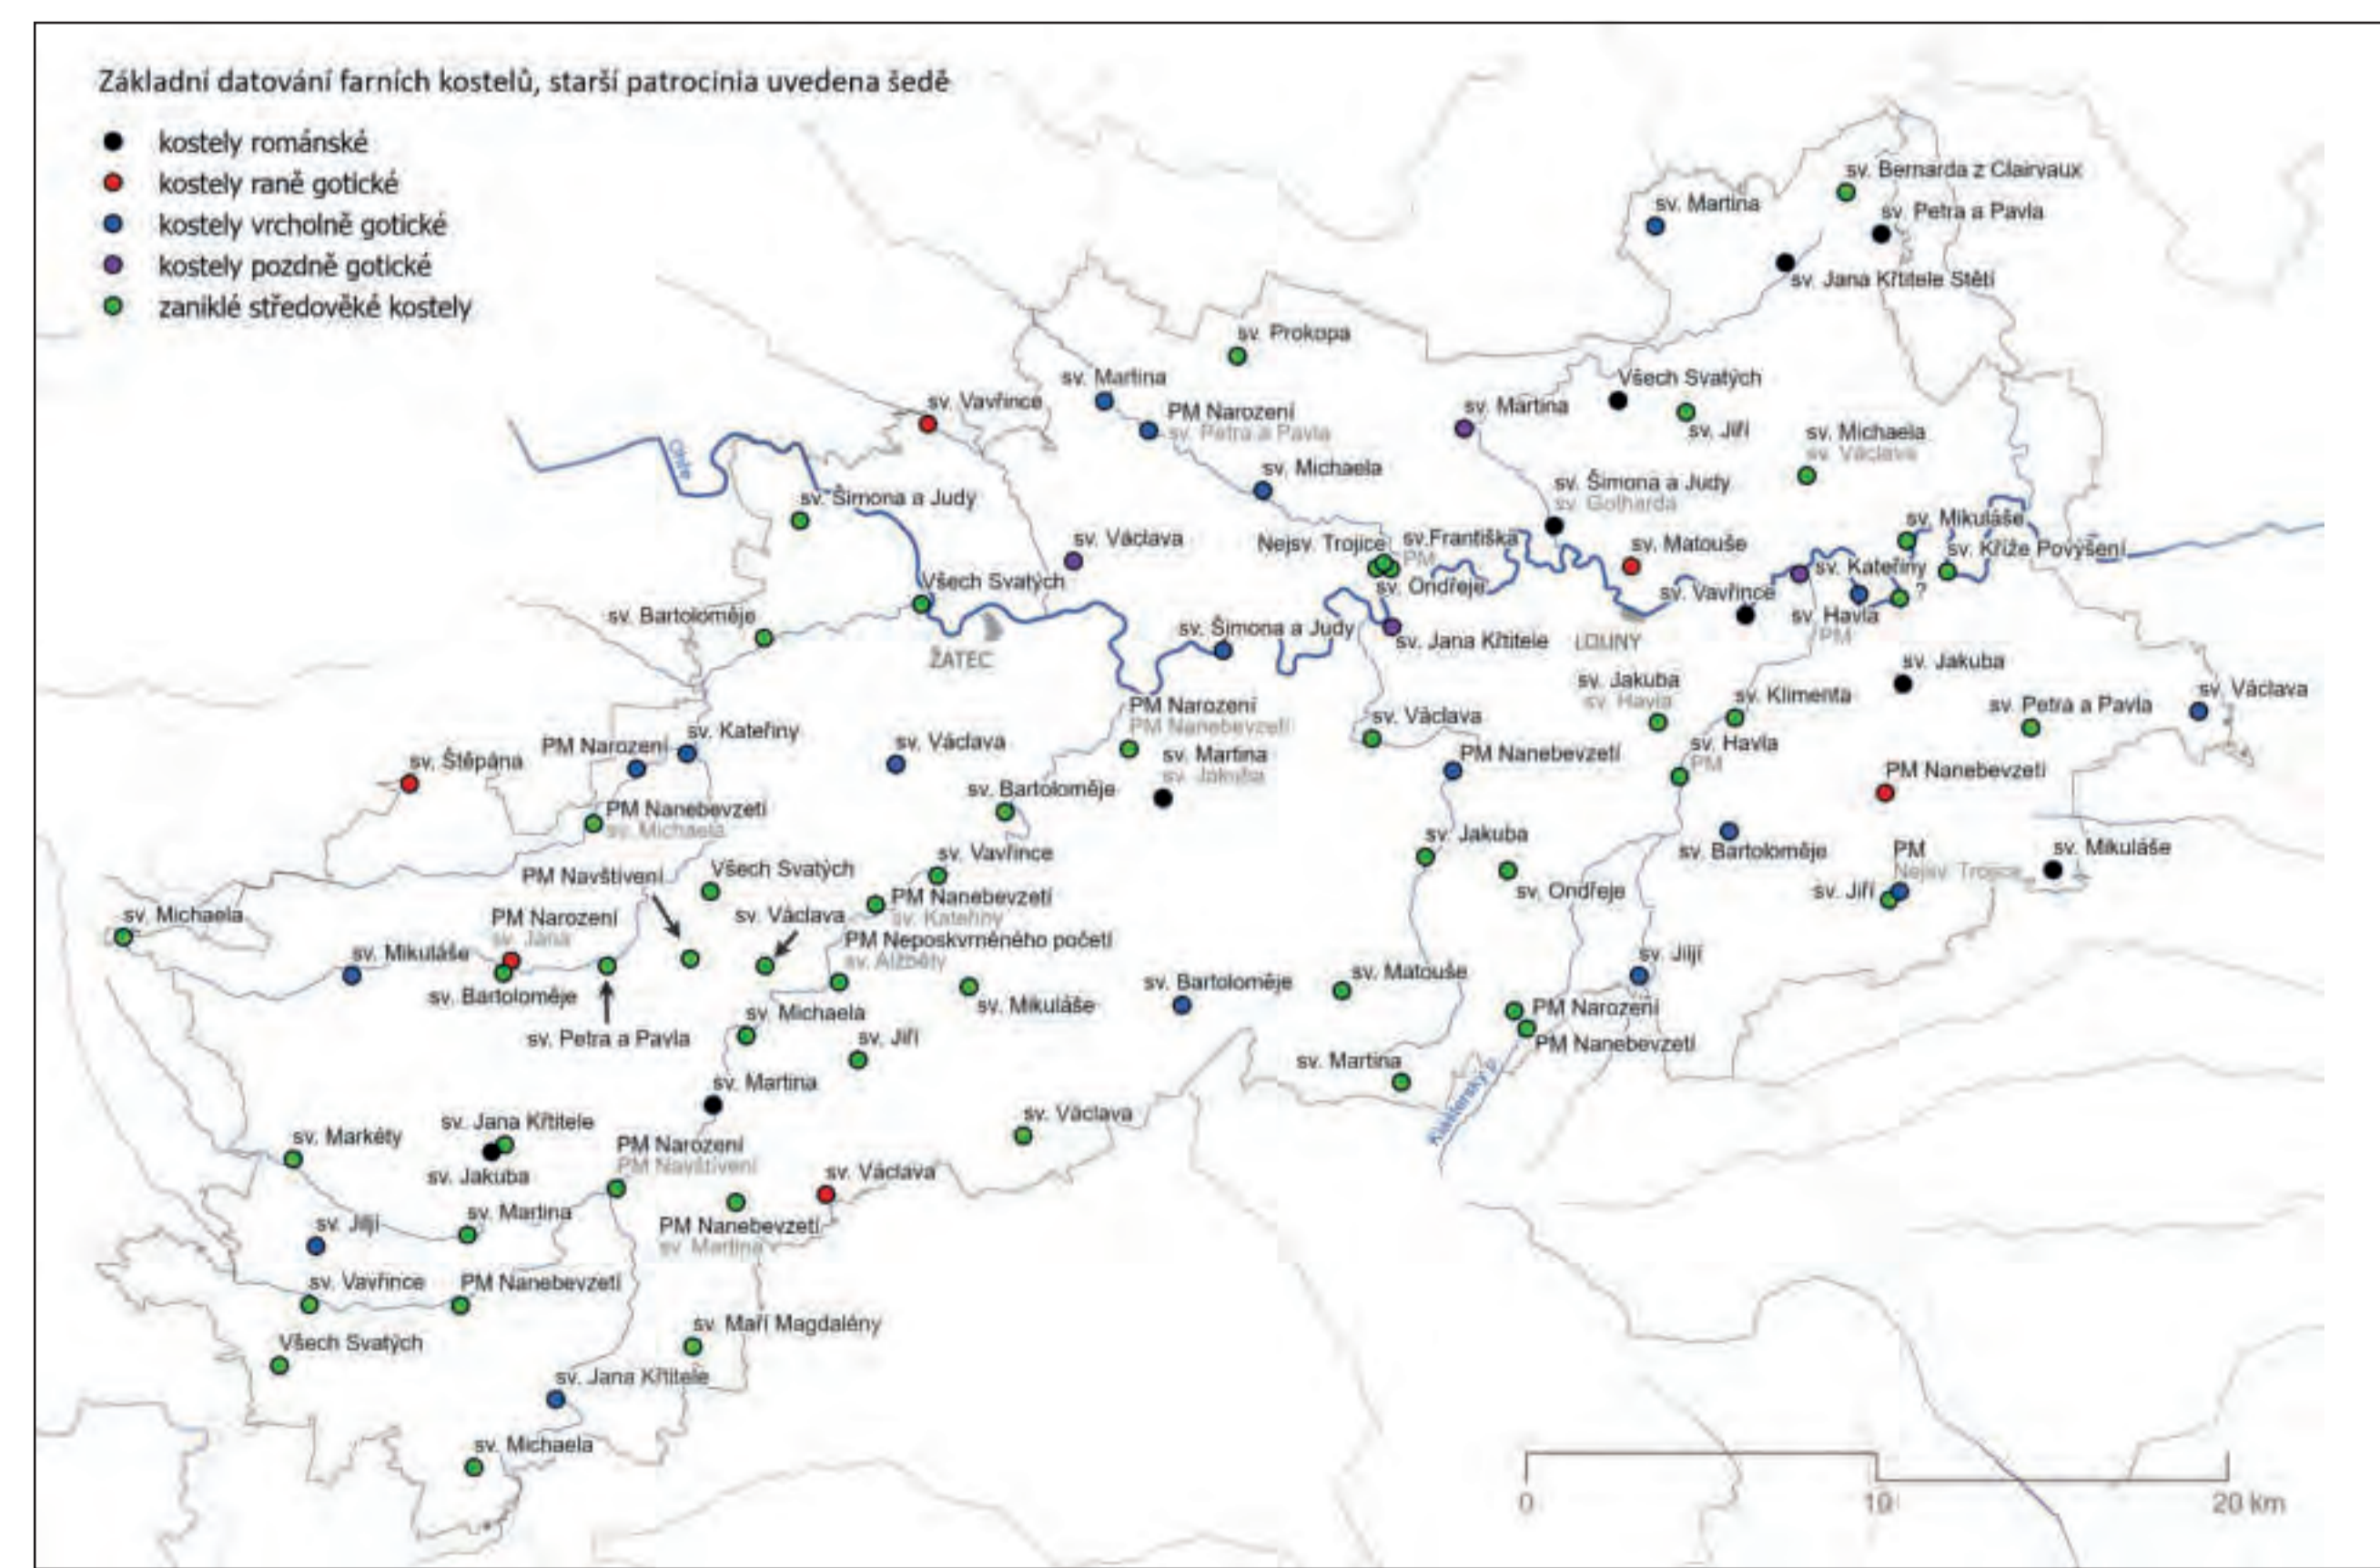 Základní datování farních kostelů, starší patrocinia uvedena šedě
kostely románské
kostely raně gotické
kostely vrcholně gotické
kostely pozdně gotické
zaniklé středověké kostely
sv. Bernarda z Clairvaux
sv. Martina
sv. Petra a Pavla
sv. Jana Křtitele Stětí
sv. Prokopa
sv. Martina
Všech Svatých
sv. Vavřince
PM Narození
sv. Petra a Pavla
sv. Martina
sv. Jiří
sv. Michaela
sv. Václava
Ohře
sv. Michaela
sv. Šimona a Judy
sv. Gotharda
sv. Šimona a Judy
sv. Mikuláše
sv. Václava
Nejsv. Trojice
sv.Františka
PM
sv. Matouše
sv. Kříže Povýšení
sv. Kateřiny
?
Všech Svatých
sv. Ondřeje
sv. Vavřince
sv. Bartoloměje
sv. Havla
PM
sv. Šimona a Judy
sv. Jana Křtitele
LOUNY
ŽATEC
sv. Jakuba
sv. Jakuba
sv. Havla
sv. Klimenta
sv. Václava
PM Narození
PM Nanebevzetí
sv. Petra a Pavla
sv. Václava
sv. Kateřiny
PM Narození
sv. Václava
sv. Havla
PM
sv. Martina
sv. Jakuba
PM Nanebevzetí
sv. Štěpána
PM Nanebevzetí
sv. Bartoloměje
PM Nanebevzetí
sv. Michaela
sv. Jakuba
sv. Bartoloměje
PM
Nejsv. Trojice
sv. Mikuláše
sv. Vavřince
PM Navštívení
Všech Svatých
sv. Ondřeje
sv. Jiří
PM Nanebevzetí
sv. Kateřiny
sv. Michaela
PM Narození
sv. Jana
sv. Václava
PM Neposkvrněného početí
sv. Alžběty
sv. Mikuláše
sv. Jiljí
sv. Bartoloměje
sv. Matouše
sv. Bartoloměje
sv. Mikuláše
sv. Michaela
PM Narození
sv. Petra a Pavla
sv. Jiří
PM Nanebevzetí
sv. Martina
sv. Martina
Klášterský p.
sv. Václava
sv. Jana Křtitele
sv. Markéty
PM Narození
PM Navštívení
sv. Jakuba
sv. Václava
sv. Martina
sv. Jiljí
PM Nanebevzetí
sv. Martina
sv. Vavřince
PM Nanebevzetí
sv. Maří Magdalény
Všech Svatých
sv. Jana Křtitele
sv. Michaela
0
10
20 km